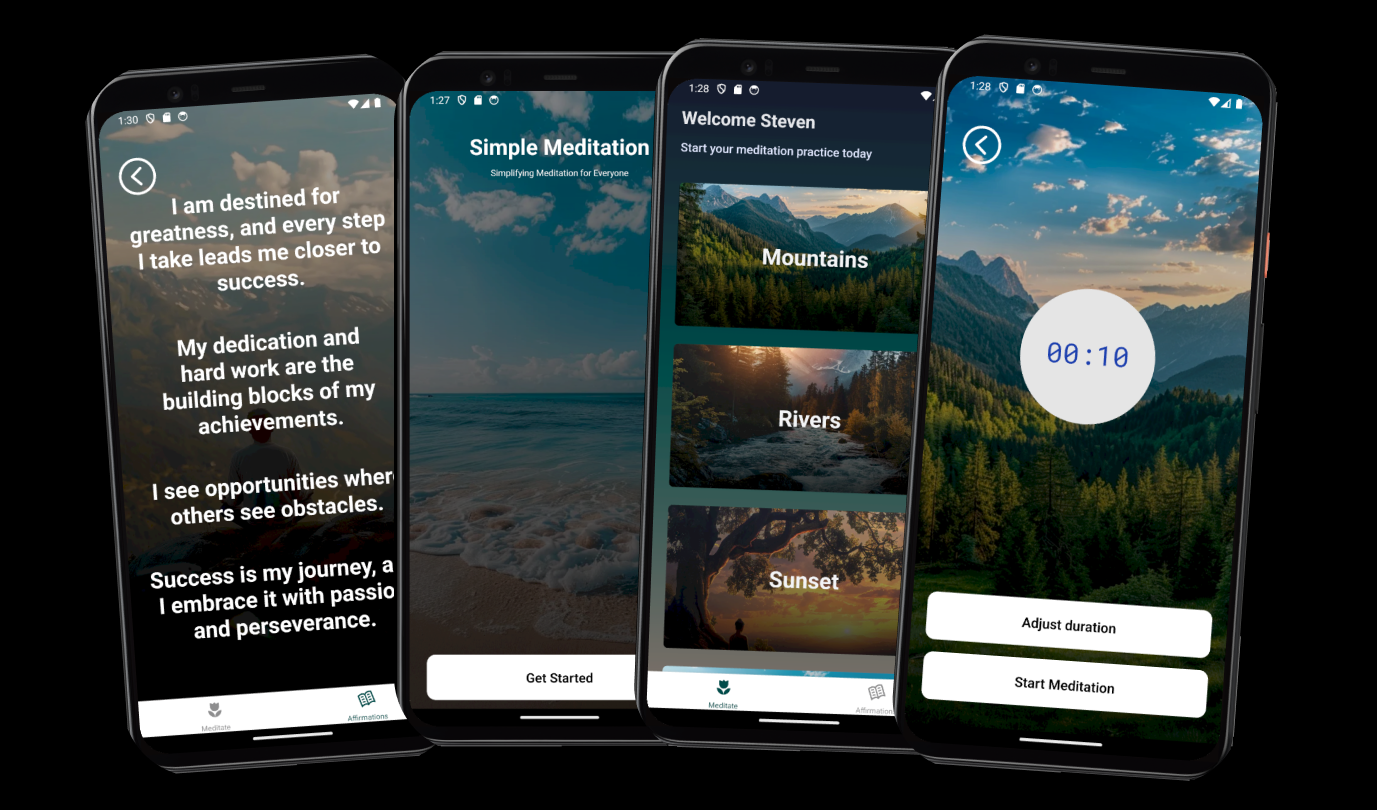 1:30
I am destined for
greatness, and every step
I take leads me closer to
success.
My dedication and
hard work are the
building blocks of my
achievements.
I see opportunities wher
others see obstacles.
Success is my journey, a
I embrace it with passio
and perseverance.
Meditate
Affirmations
1:27
Simple Meditation
Simplifying Meditation for Everyone
Get Started
1:28
Welcome Steven
Start your meditation practice today
Mountains
Rivers
Sunset
Meditate
Affirmations
1:28
00:10
Adjust duration
Start Meditation